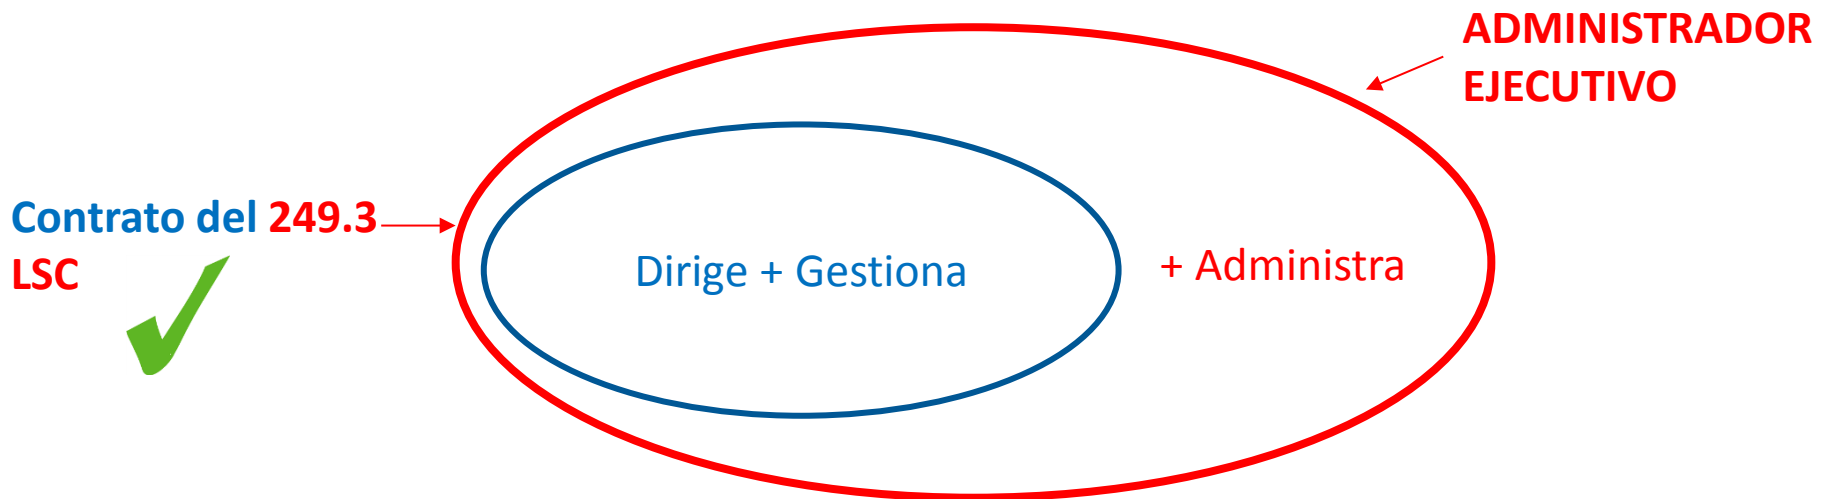 ADMINISTRADOR
EJECUTIVO
Contrato del 249.3
LSC
Dirige + Gestiona
+ Administra